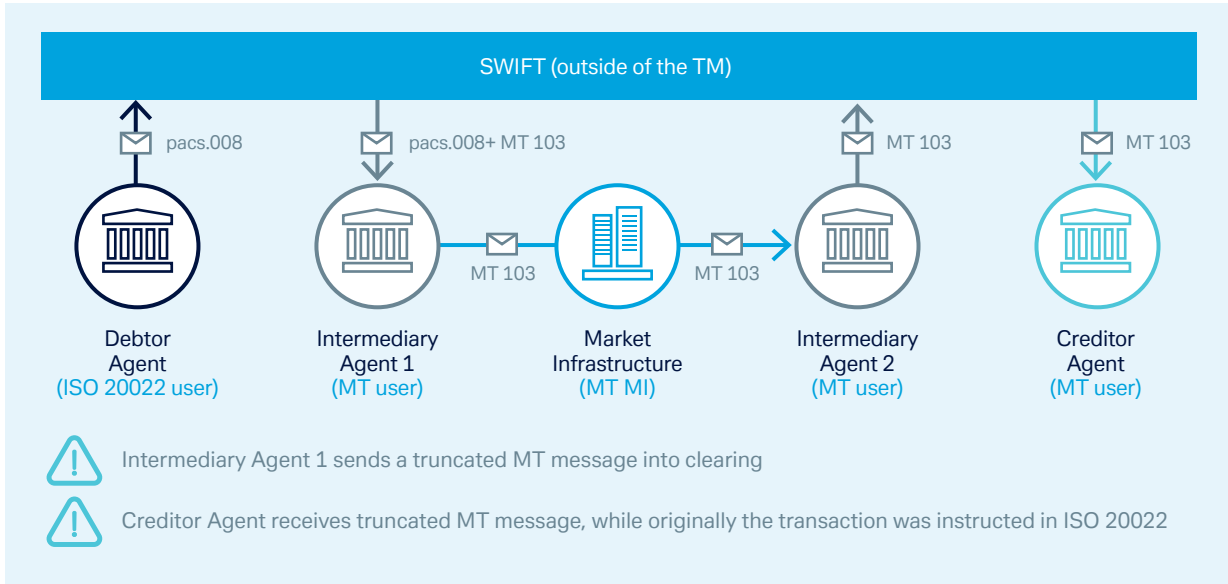 SWIFT (outside of the TM)
pacs.008
pacs.008+ MT 103
MT 103
MT 103
MT 103
MT 103
Debtor
Agent
(ISO 20022 user)
Intermediary
Agent 1
(MT user)
Market
Infrastructure
(MT MI)
Intermediary
Agent 2
(MT user)
Creditor
Agent
(MT user)
Intermediary Agent 1 sends a truncated MT message into clearing
Creditor Agent receives truncated MT message, while originally the transaction was instructed in ISO 20022